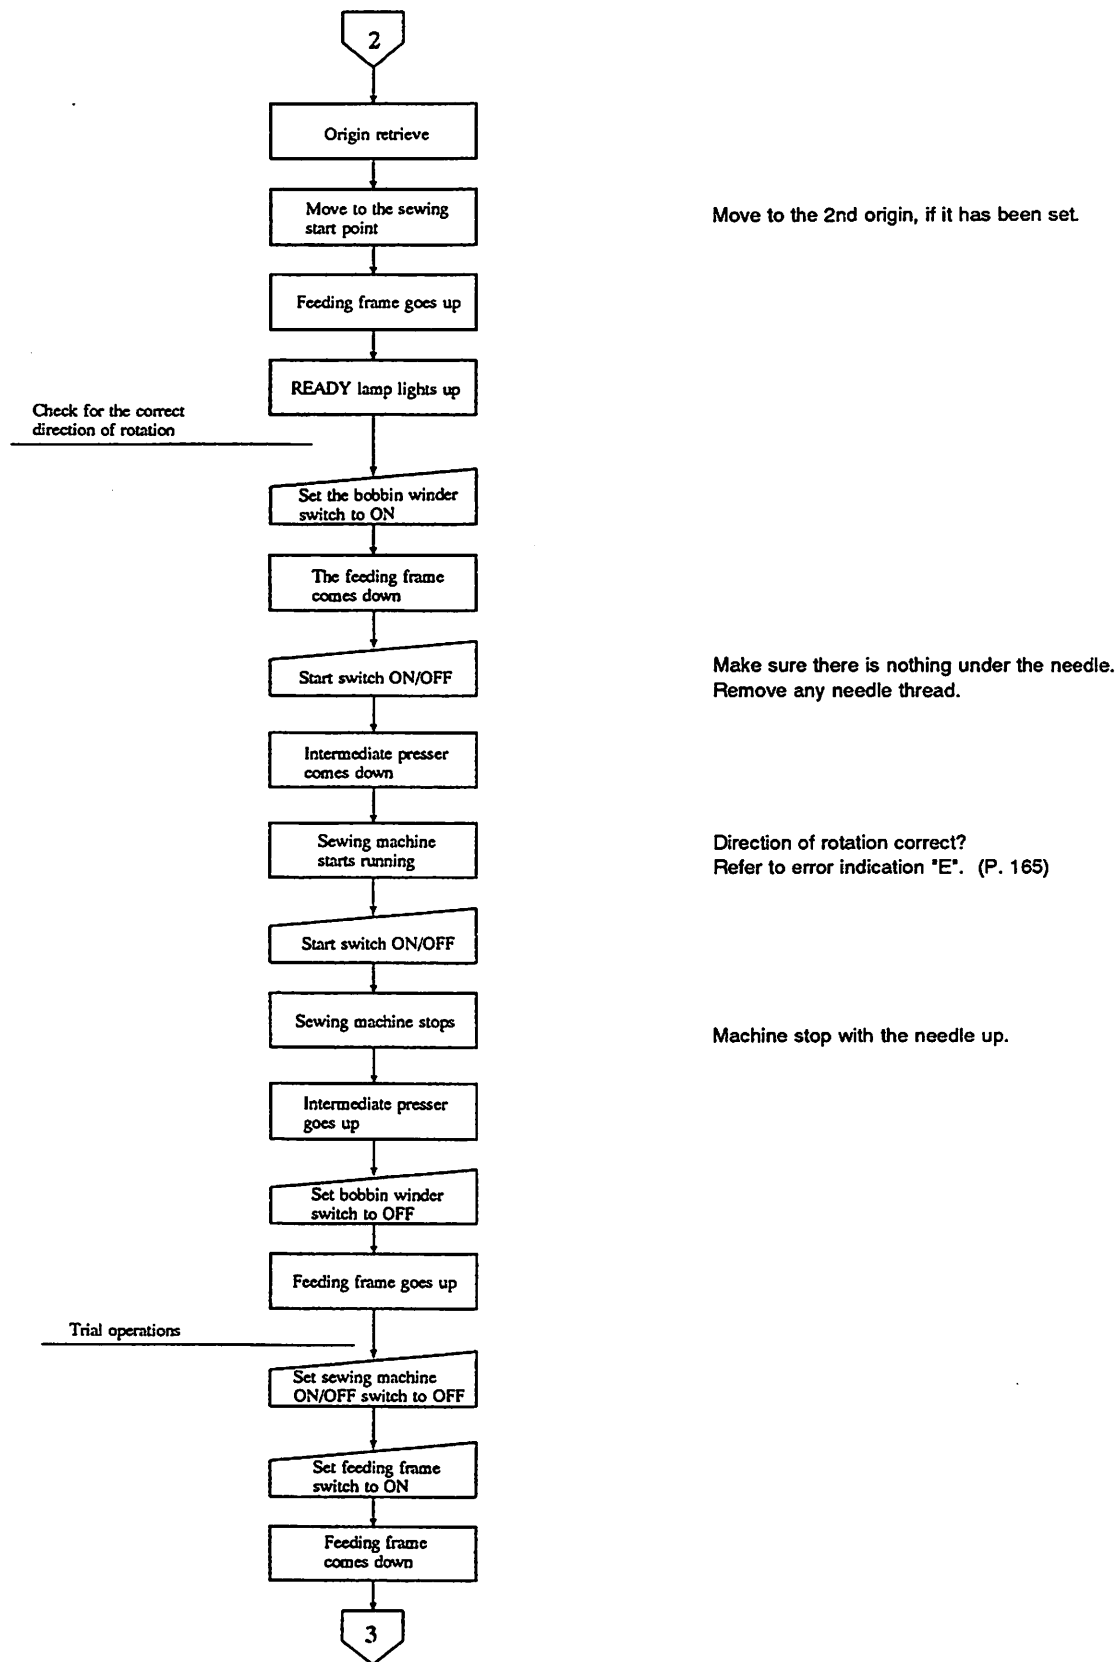 2
Origin retrieve
Move to the sewing
start point
Move to the 2nd origin, if it has been set.
Feeding frame goes up
READY lamp lights up
Check for the correct
direction of rotation
Set the bobbin winder
switch to ON
The feeding frame
comes down
Start switch ON/OFF
Make sure there is nothing under the needle.
Remove any needle thread.
Intermediate presser
comes down
Sewing machine
starts running
Direction of rotation correct?
Refer to error indication "E". (P. 165)
Start switch ON/OFF
Sewing machine stops
Machine stop with the needle up.
Intermediate presser
goes up
Set bobbin winder
switch to OFF
Feeding frame goes up
Trial operations
Set sewing machine
ON/OFF switch to OFF
Set feeding frame
switch to ON
Feeding frame
comes down
3